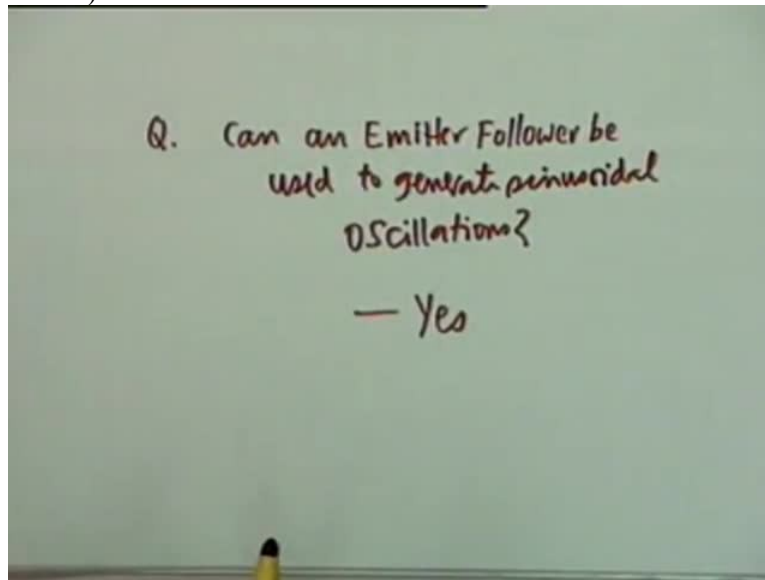 Q. Can an Emitter Follower be
used to generate sinusoidal
Oscillations?
— Yes